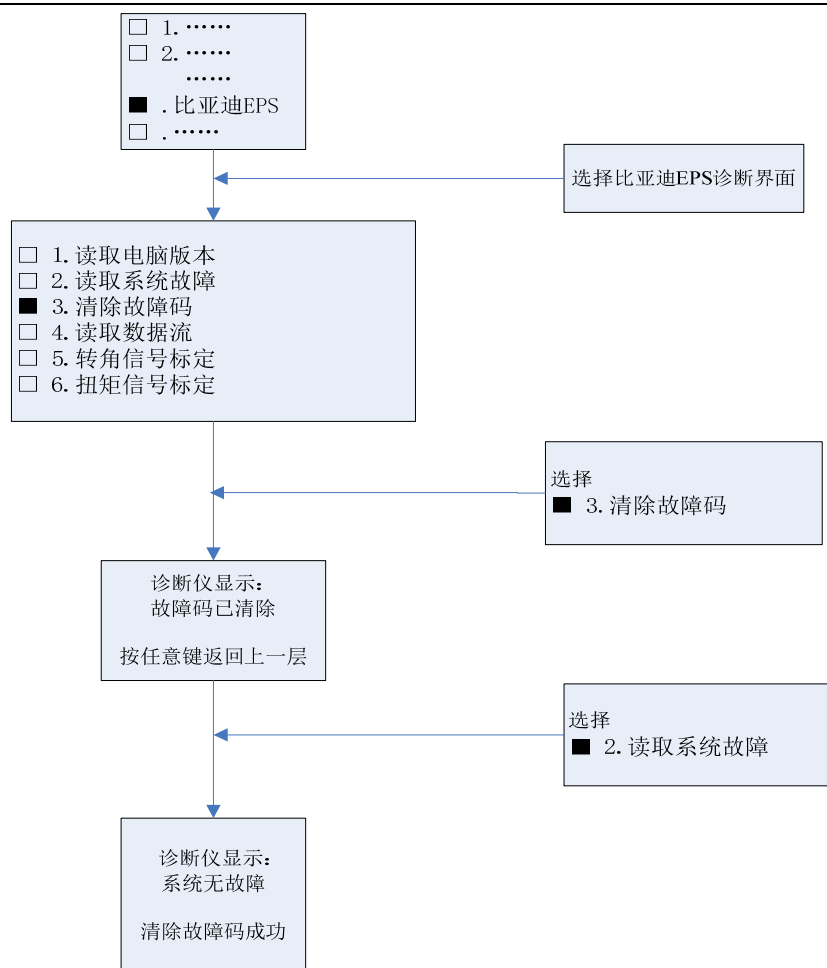 □ 1. ……
□ 2. ……
……
■ . 比亚迪EPS
□ . ……
选择比亚迪EPS诊断界面
□ 1. 读取电脑版本
□ 2. 读取系统故障
■ 3. 清除故障码
□ 4. 读取数据流
□ 5. 转角信号标定
□ 6. 扭矩信号标定
选择
■ 3. 清除故障码
诊断仪显示：
故障码已清除
按任意键返回上一层
选择
■ 2. 读取系统故障
诊断仪显示：
系统无故障
清除故障码成功